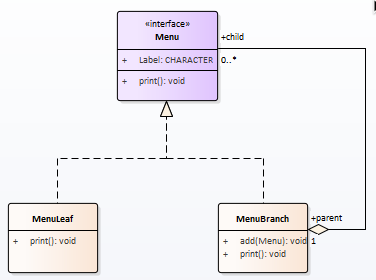 «interface»
Menu
+ Label: CHARACTER
+ print(): void
+child
0..*
MenuLeaf
+ print(): void
MenuBranch
+ add(Menu): void
+ print(): void
+parent
1